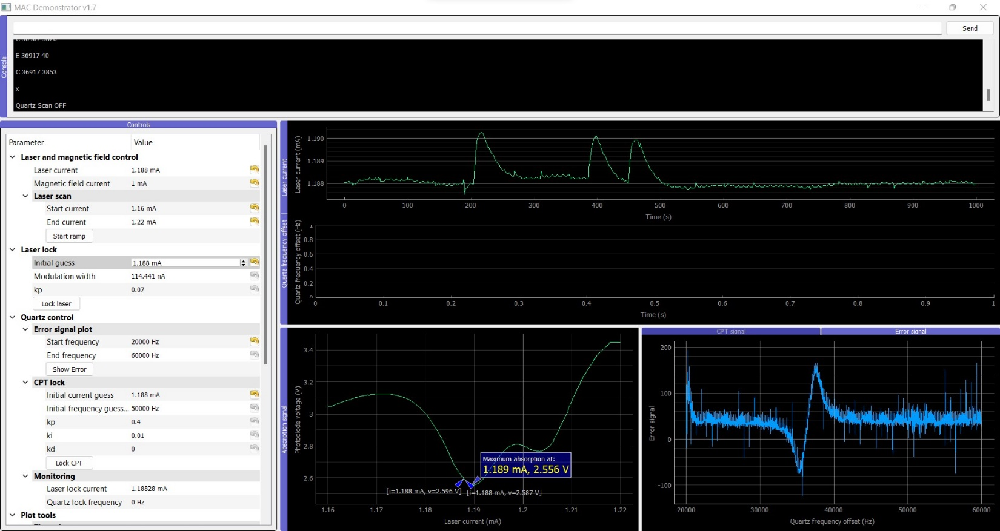 MAC Demonstrator v1.7
Send
Console
E 36917 40
C 36917 3853
x
Quartz Scan OFF
Controls
Parameter Value
Laser and magnetic field control
Laser current 1.188 mA
Magnetic field current 1 mA
Laser scan
Start current 1.16 mA
End current 1.22 mA
Start ramp
Laser lock
Initial guess 1.188 mA
Modulation width 114.441 nA
kp 0.07
Lock laser
Quartz control
Error signal plot
Start frequency 20000 Hz
End frequency 60000 Hz
Show Error
CPT lock
Initial current guess 1.188 mA
Initial frequency guess... 50000 Hz
kp 0.4
ki 0.01
kd 0
Lock CPT
Monitoring
Laser lock current 1.18828 mA
Quartz lock frequency 0 Hz
Plot tools
Laser current
Laser current (mA)
1.190
1.189
1.188
0 100 200 300 400 500 600 700 800 900 1000
Time (s)
Quartz frequency offset
Quartz frequency offset (Hz)
1
0.8
0.6
0.4
0.2
0
0 0.1 0.2 0.3 0.4 0.5 0.6 0.7 0.8 0.9 1
Time (s)
Absorption signal
Photodiode voltage (V)
3.4
3.2
3
2.8
2.6
Maximum absorption at:
1.189 mA, 2.556 V
[i=1.188 mA, v=2.596 V] [i=1.188 mA, v=2.587 V]
1.16 1.17 1.18 1.19 1.2 1.21 1.22
Laser current (mA)
CPT signal Error signal
Error signal
200
100
0
-100
20000 30000 40000 50000 60000
Quartz frequency offset (Hz)